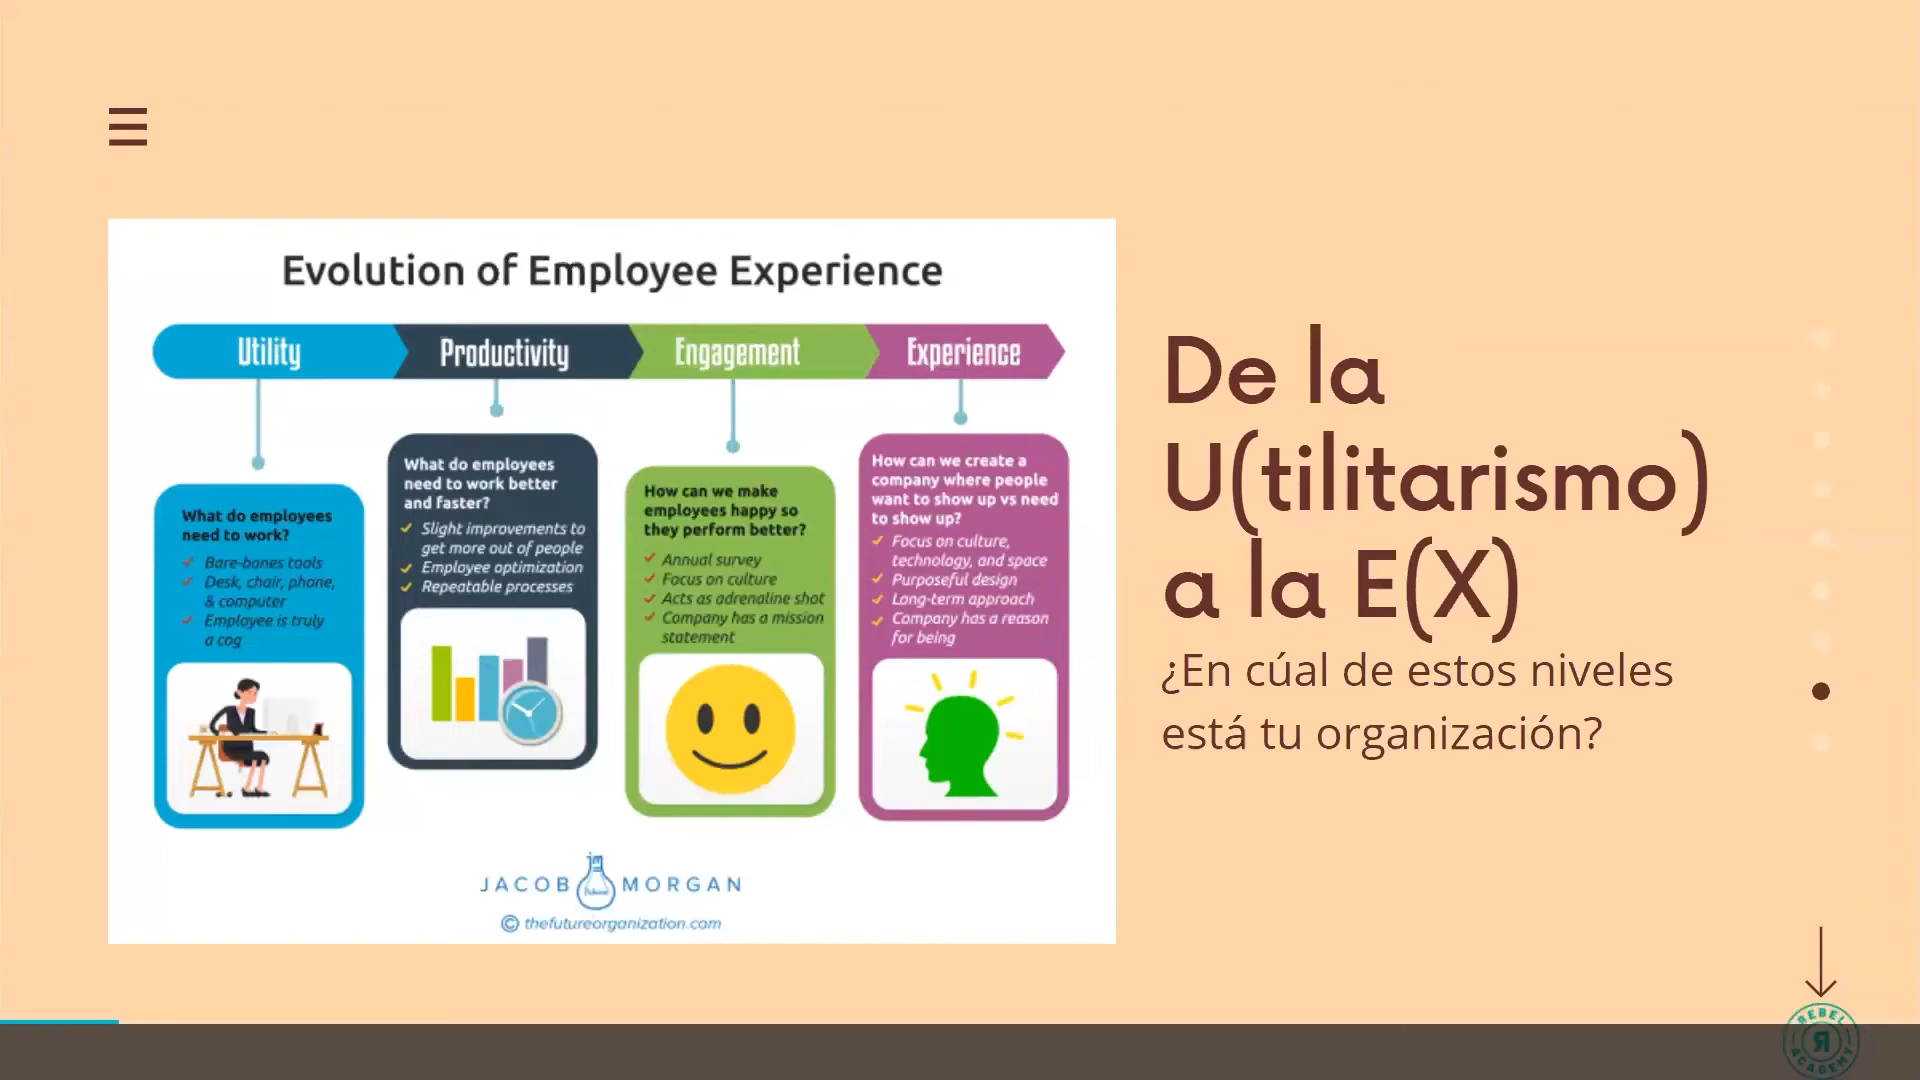 Evolution of Employee Experience
Utility
Productivity
Engagement
Experience
What do employees
need to work?
Bare-bones tools
Desk, chair, phone,
& computer
Employee is truly
a cog
What do employees
need to work better
and faster?
Slight improvements to
get more out of people
Employee optimization
Repeatable processes
How can we make
employees happy so
they perform better?
Annual survey
Focus on culture
Acts as adrenaline shot
Company has a mission
statement
How can we create a
company where people
want to show up vs need
to show up?
Focus on culture,
technology, and space
Purposeful design
Long-term approach
Company has a reason
for being
JACOB MORGAN
© thefutureorganization.com
De la
U(tilitarismo)
a la E(X)
¿En cúal de estos niveles
está tu organización?
REBEL
ACADEMY